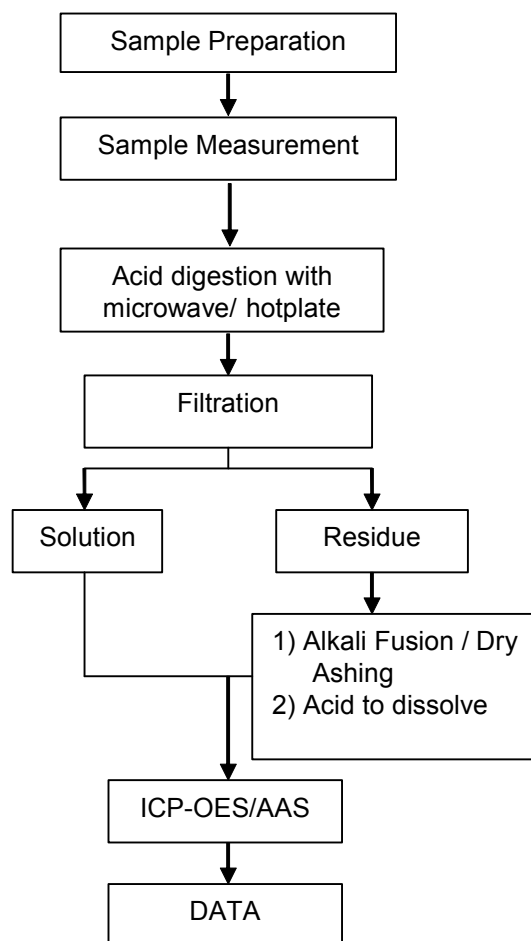 Sample Preparation
Sample Measurement
Acid digestion with
microwave/ hotplate
Filtration
Solution
Residue
1) Alkali Fusion / Dry
Ashing
2) Acid to dissolve
ICP-OES/AAS
DATA